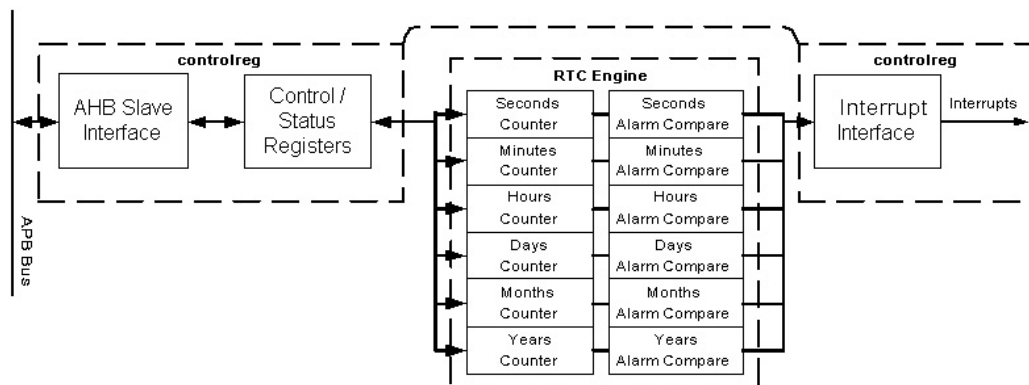 controlreg
AHB Slave
Interface
Control /
Status
Registers
APB Bus
RTC Engine
Seconds
Counter
Seconds
Alarm Compare
Minutes
Counter
Minutes
Alarm Compare
Hours
Counter
Hours
Alarm Compare
Days
Counter
Days
Alarm Compare
Months
Counter
Months
Alarm Compare
Years
Counter
Years
Alarm Compare
controlreg
Interrupt
Interface
Interrupts